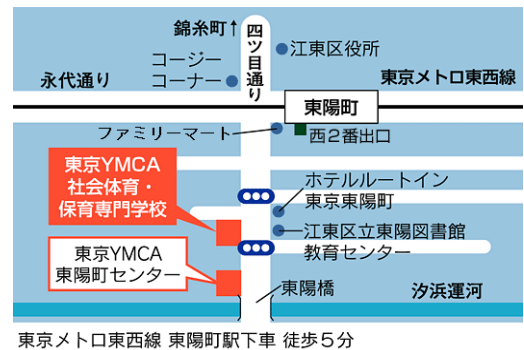 錦糸町↑
四ツ目通り
江東区役所
コージー
コーナー
永代通り
東京メトロ東西線
東陽町
ファミリーマート
西2番出口
東京YMCA
社会体育・
保育専門学校
ホテルルートイン
東京東陽町
江東区立東陽図書館
教育センター
東京YMCA
東陽町センター
東陽橋
汐浜運河
東京メトロ東西線 東陽町駅下車 徒歩5分